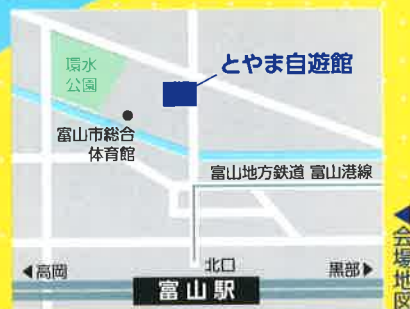 環水
公園
とやま自遊館
富山市総合
体育館
富山地方鉄道 富山港線
◀高岡
北口
黒部▶
富山駅
◀会場地図